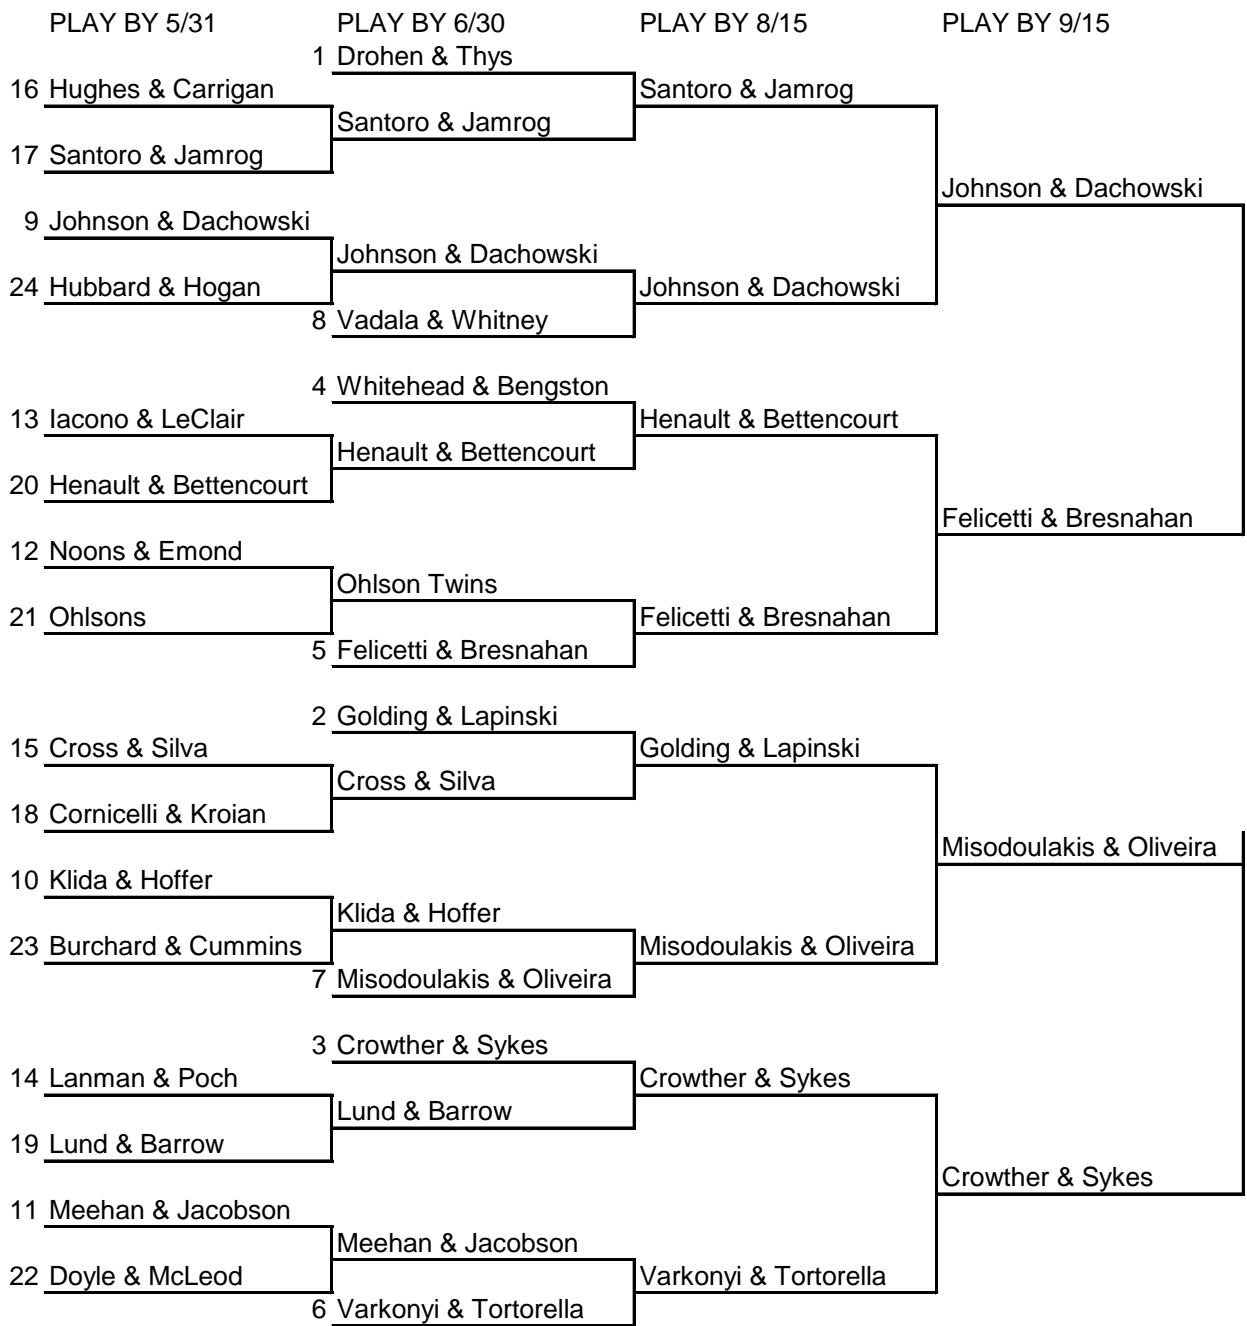 PLAY BY 5/31 PLAY BY 6/30 PLAY BY 8/15 PLAY BY 9/15
1 Drohen & Thys
16 Hughes & Carrigan Santoro & Jamrog
Santoro & Jamrog
17 Santoro & Jamrog
Johnson & Dachowski
9 Johnson & Dachowski
Johnson & Dachowski
24 Hubbard & Hogan Johnson & Dachowski
8 Vadala & Whitney
4 Whitehead & Bengston
13 Iacono & LeClair Henault & Bettencourt
Henault & Bettencourt
20 Henault & Bettencourt
Felicetti & Bresnahan
12 Noons & Emond
Ohlson Twins
21 Ohlsons Felicetti & Bresnahan
5 Felicetti & Bresnahan
2 Golding & Lapinski
15 Cross & Silva Golding & Lapinski
Cross & Silva
18 Cornicelli & Kroian
Misodoulakis & Oliveira
10 Klida & Hoffer
Klida & Hoffer
23 Burchard & Cummins Misodoulakis & Oliveira
7 Misodoulakis & Oliveira
3 Crowther & Sykes
14 Lanman & Poch Crowther & Sykes
Lund & Barrow
19 Lund & Barrow
Crowther & Sykes
11 Meehan & Jacobson
Meehan & Jacobson
22 Doyle & McLeod Varkonyi & Tortorella
6 Varkonyi & Tortorella